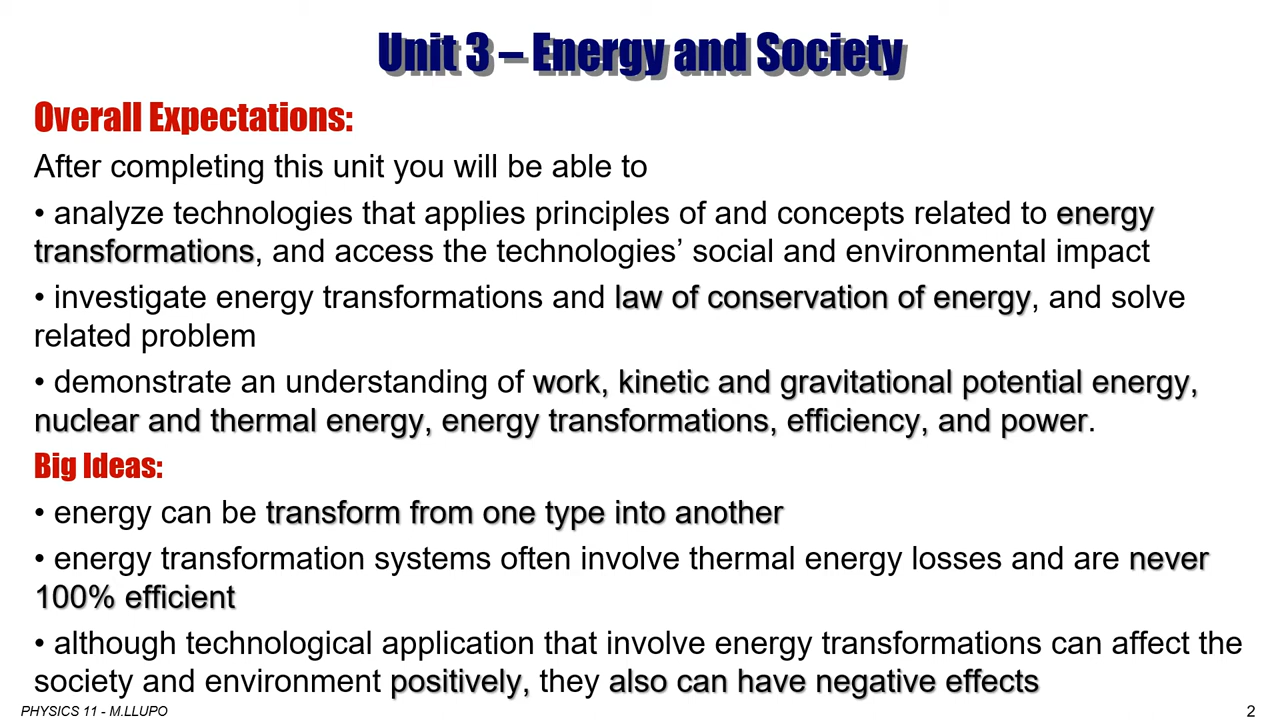 Unit 3 – Energy and Society
Overall Expectations:
After completing this unit you will be able to
• analyze technologies that applies principles of and concepts related to energy
transformations, and access the technologies’ social and environmental impact
• investigate energy transformations and law of conservation of energy, and solve
related problem
• demonstrate an understanding of work, kinetic and gravitational potential energy,
nuclear and thermal energy, energy transformations, efficiency, and power.
Big Ideas:
• energy can be transform from one type into another
• energy transformation systems often involve thermal energy losses and are never
100% efficient
• although technological application that involve energy transformations can affect the
society and environment positively, they also can have negative effects
PHYSICS 11 - M.LLUPO
2